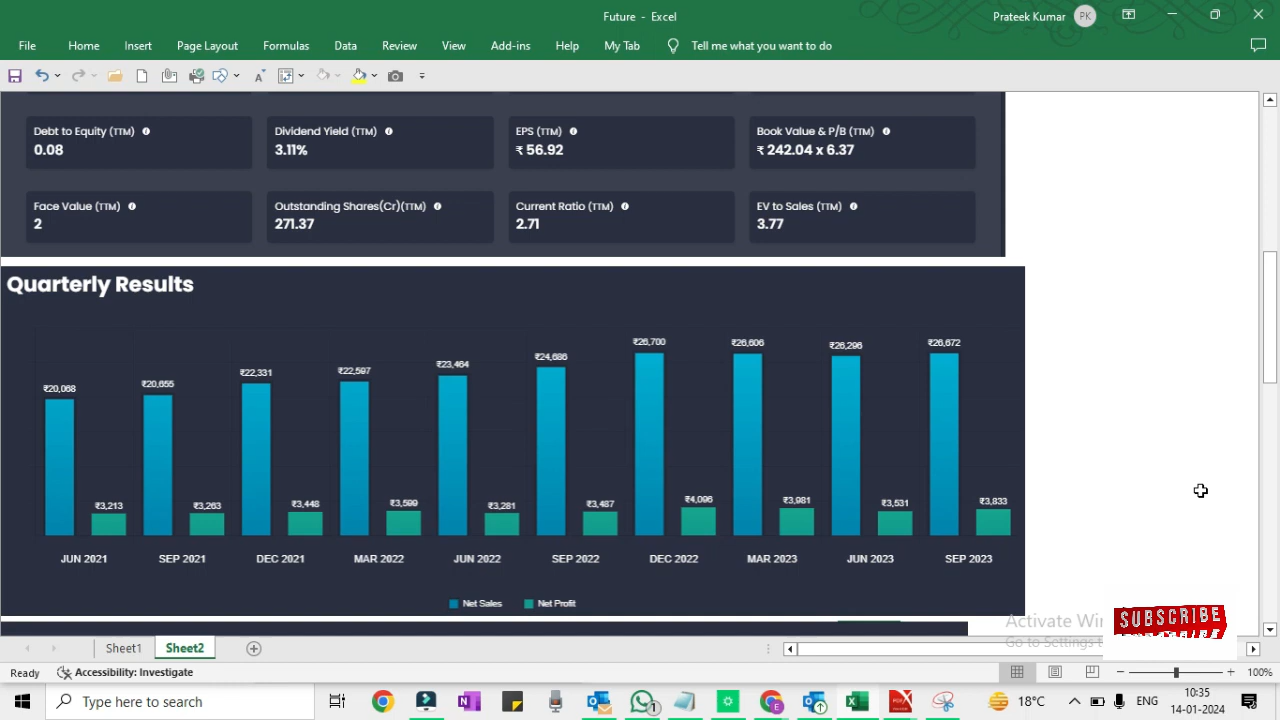 Future - Excel
Prateek Kumar PK
File Home Insert Page Layout Formulas Data Review View Add-ins Help My Tab Tell me what you want to do
Debt to Equity (TTM) Dividend Yield (TTM) EPS (TTM) Book Value & P/B (TTM)
0.08 3.11% ₹ 56.92 ₹ 242.04 x 6.37
Face Value (TTM) Outstanding Shares(Cr)(TTM) Current Ratio (TTM) EV to Sales (TTM)
2 271.37 2.71 3.77
Quarterly Results
₹20,068 ₹20,655 ₹22,331 ₹22,597 ₹23,464 ₹24,686 ₹26,700 ₹26,606 ₹26,296 ₹26,672
₹3,213 ₹3,263 ₹3,448 ₹3,599 ₹3,281 ₹3,487 ₹4,096 ₹3,981 ₹3,531 ₹3,833
JUN 2021 SEP 2021 DEC 2021 MAR 2022 JUN 2022 SEP 2022 DEC 2022 MAR 2023 JUN 2023 SEP 2023
Net Sales Net Profit
Activate Wi
Go to Settings
SUBSCRIBE
Sheet1 Sheet2
Ready Accessibility: Investigate 100%
Type here to search
18°C ENG 10:35
14-01-2024